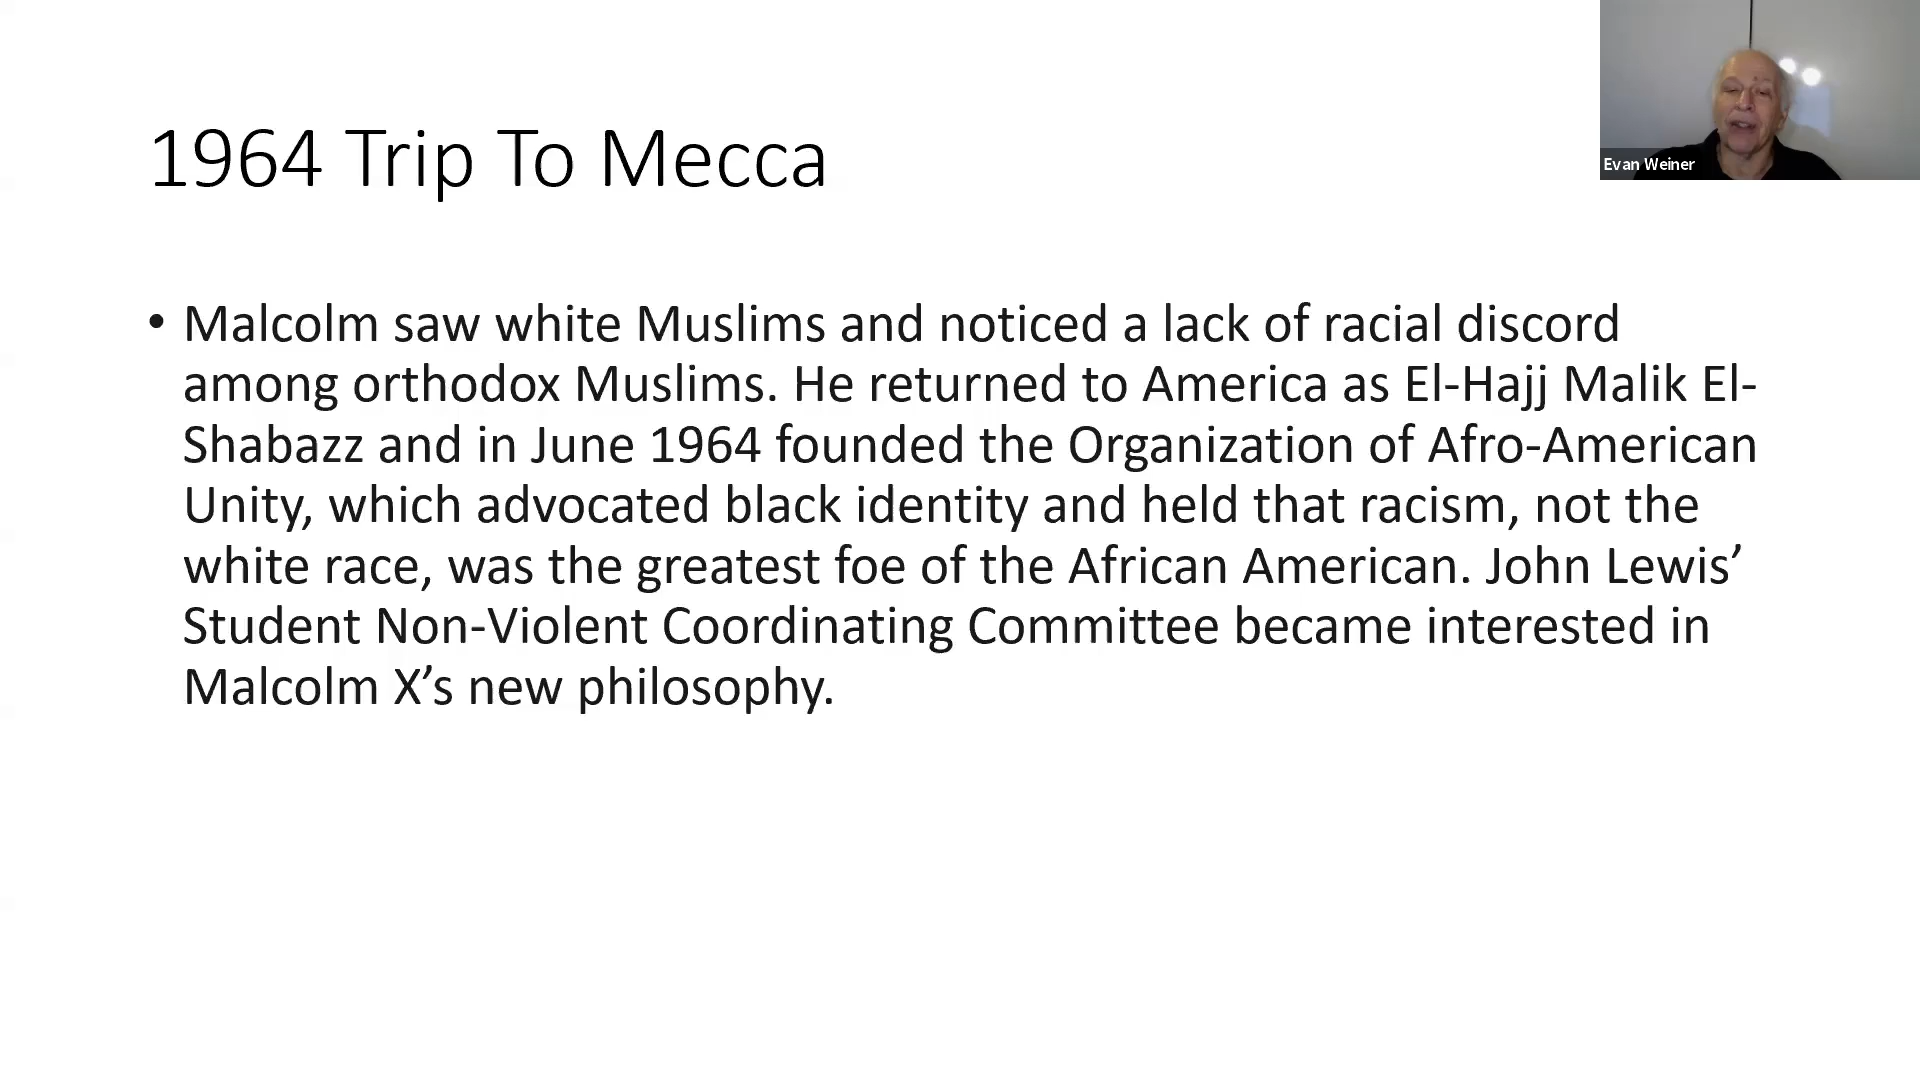 1964 Trip To Mecca
Evan Weiner
• Malcolm saw white Muslims and noticed a lack of racial discord
among orthodox Muslims. He returned to America as El-Hajj Malik El-
Shabazz and in June 1964 founded the Organization of Afro-American
Unity, which advocated black identity and held that racism, not the
white race, was the greatest foe of the African American. John Lewis’
Student Non-Violent Coordinating Committee became interested in
Malcolm X’s new philosophy.